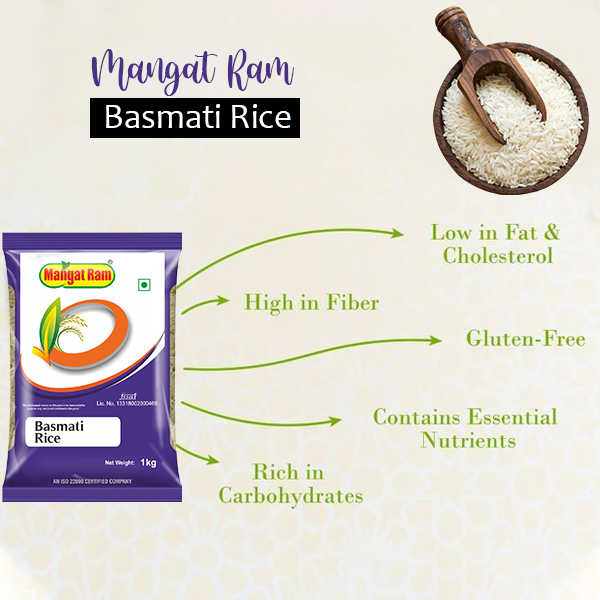 Mangat Ram
Basmati Rice
Low in Fat &
Cholesterol
High in Fiber
Gluten-Free
Contains Essential
Nutrients
Rich in
Carbohydrates
Mangat Ram
fssai
Lic. No. 13318002000465
Basmati
Rice
Net Weight: 1kg
AN ISO 22000 CERTIFIED COMPANY